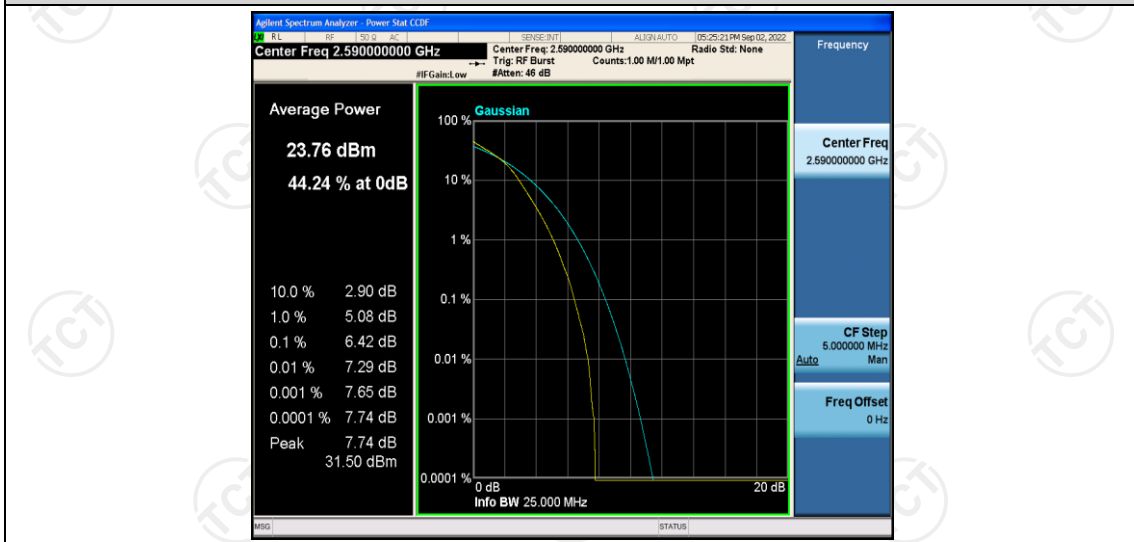 Agilent Spectrum Analyzer - Power Stat CCDF
LXI RL RF 50 Ω AC SENSE:INT ALIGN AUTO 05:25:21 PM Sep 02, 2022
Center Freq 2.590000000 GHz
Center Freq: 2.590000000 GHz Radio Std: None
Trig: RF Burst Counts:1.00 M/1.00 Mpt
#IFGain:Low #Atten: 46 dB
Frequency
Average Power
23.76 dBm
44.24 % at 0dB
10.0 % 2.90 dB
1.0 % 5.08 dB
0.1 % 6.42 dB
0.01 % 7.29 dB
0.001 % 7.65 dB
0.0001 % 7.74 dB
Peak 7.74 dB
31.50 dBm
Gaussian
100 %
10 %
1 %
0.1 %
0.01 %
0.001 %
0.0001 %
0 dB 20 dB
Info BW 25.000 MHz
Center Freq
2.590000000 GHz
CF Step
5.000000 MHz
Auto Man
Freq Offset
0 Hz
MSG STATUS
TCT
TCT
TCT
TCT
TCT
TCT